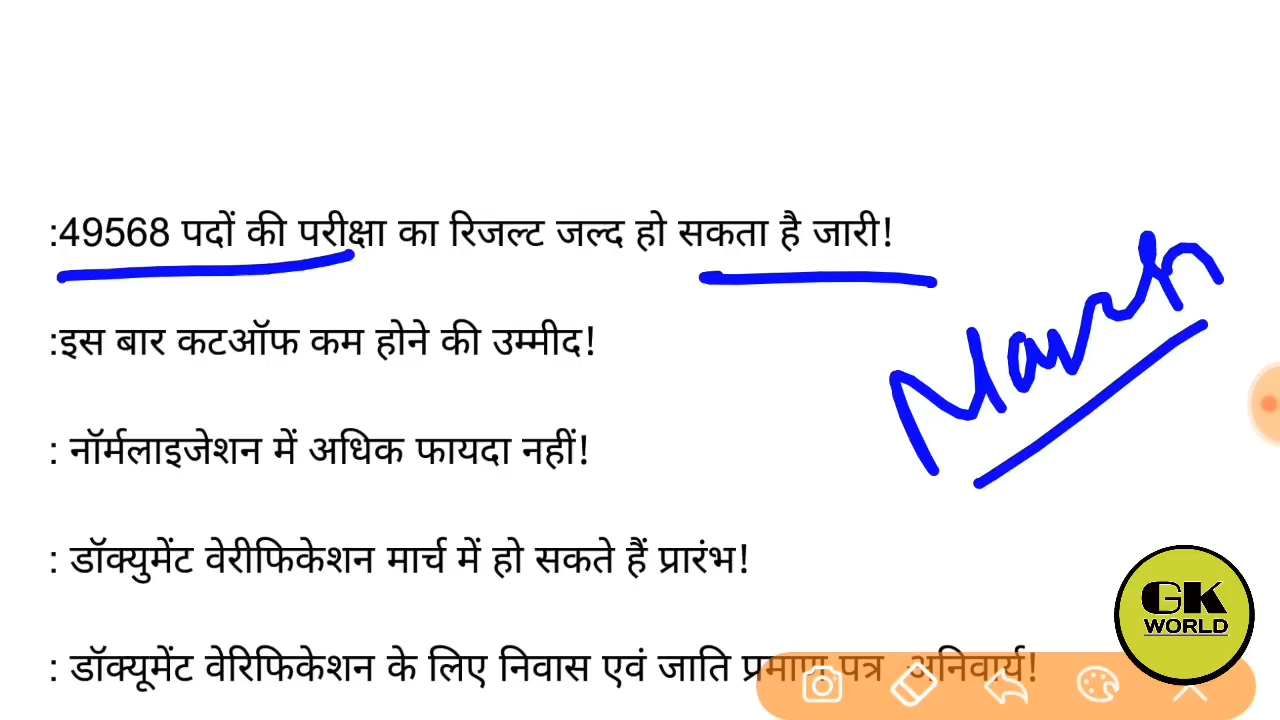 :49568 पदों की परीक्षा का रिजल्ट जल्द हो सकता है जारी!
:इस बार कटऑफ कम होने की उम्मीद!
: नॉर्मलाइजेशन में अधिक फायदा नहीं!
: डॉक्युमेंट वेरीफिकेशन मार्च में हो सकते हैं प्रारंभ!
: डॉक्यूमेंट वेरिफिकेशन के लिए निवास एवं जाति प्रमाण पत्र अनिवार्य!
GK
WORLD